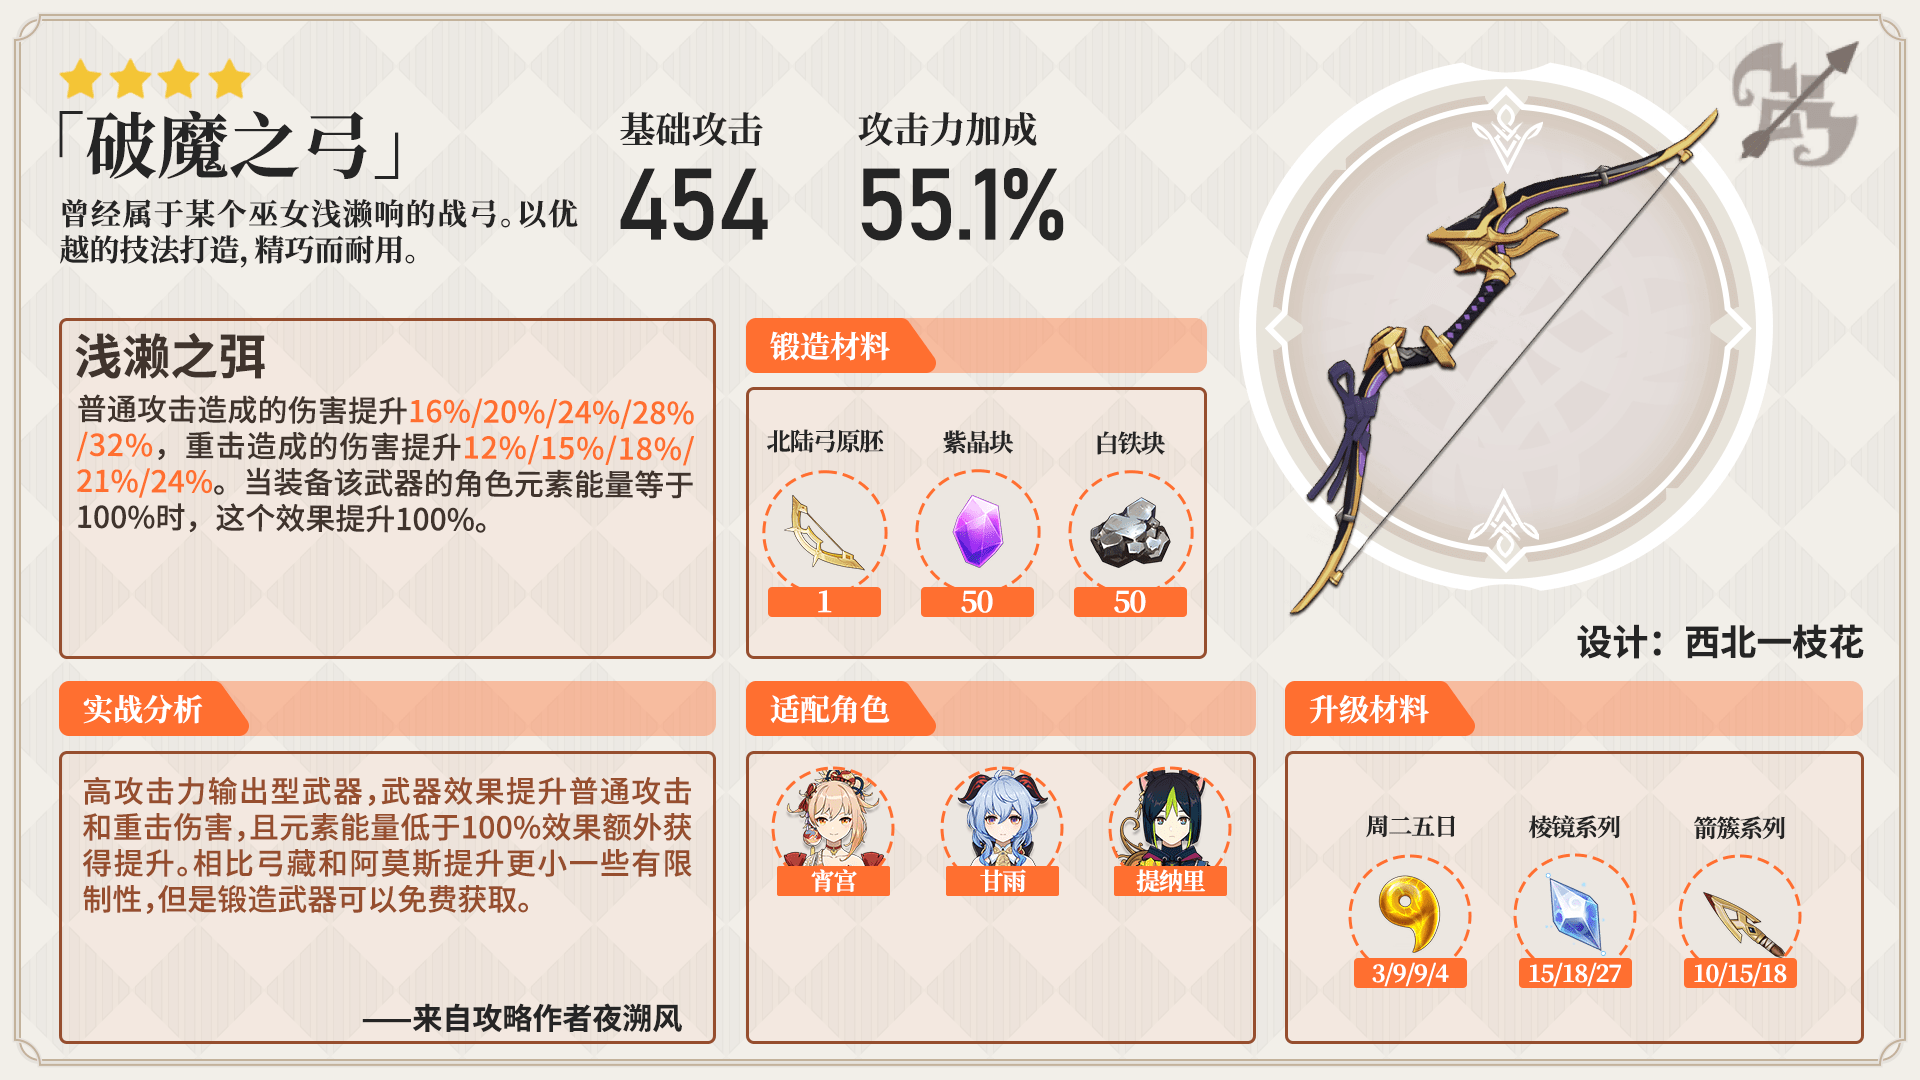 「破魔之弓」
曾经属于某个巫女浅濑响的战弓。以优
越的技法打造,精巧而耐用。
基础攻击
454
攻击力加成
55.1%
浅濑之弭
普通攻击造成的伤害提升16%/20%/24%/28%
/32%，重击造成的伤害提升12%/15%/18%/
21%/24%。当装备该武器的角色元素能量等于
100%时，这个效果提升100%。
锻造材料
北陆弓原胚
紫晶块
白铁块
1
50
50
设计：西北一枝花
实战分析
高攻击力输出型武器,武器效果提升普通攻击
和重击伤害,且元素能量低于100%效果额外获
得提升。相比弓藏和阿莫斯提升更小一些有限
制性,但是锻造武器可以免费获取。
——来自攻略作者夜溯风
适配角色
宵宫
甘雨
提纳里
升级材料
周二五日
棱镜系列
箭簇系列
3/9/9/4
15/18/27
10/15/18